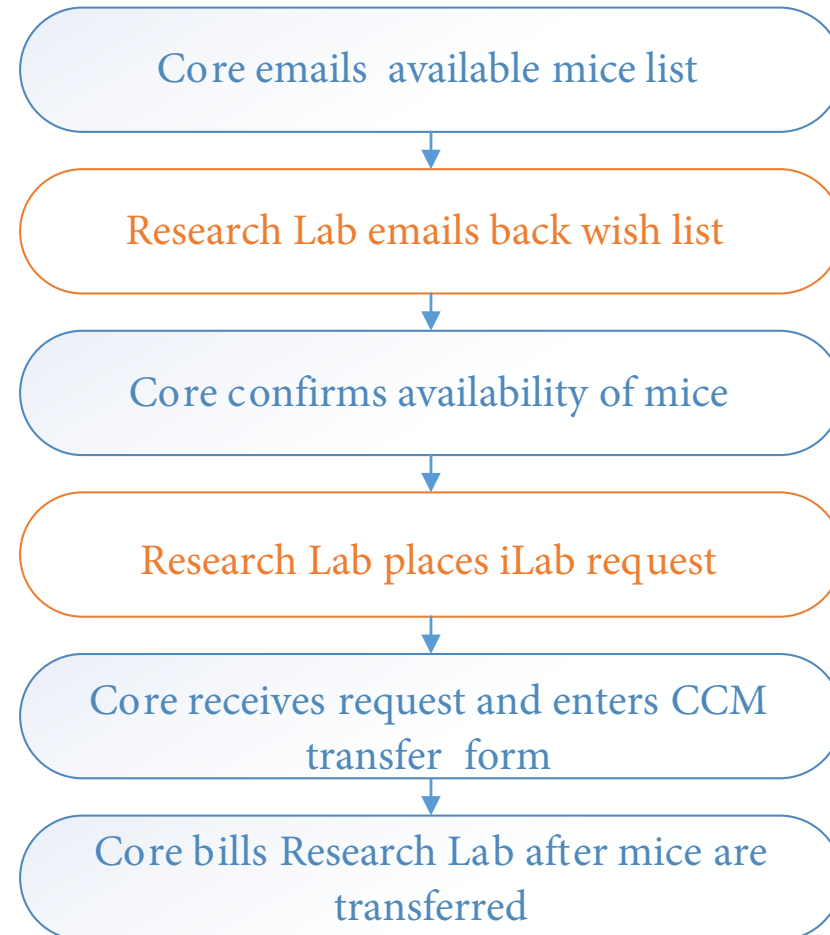 Core emails available mice list
Research Lab emails back wish list
Core confirms availability of mice
Research Lab places iLab request
Core receives request and enters CCM
transfer form
Core bills Research Lab after mice are
transferred